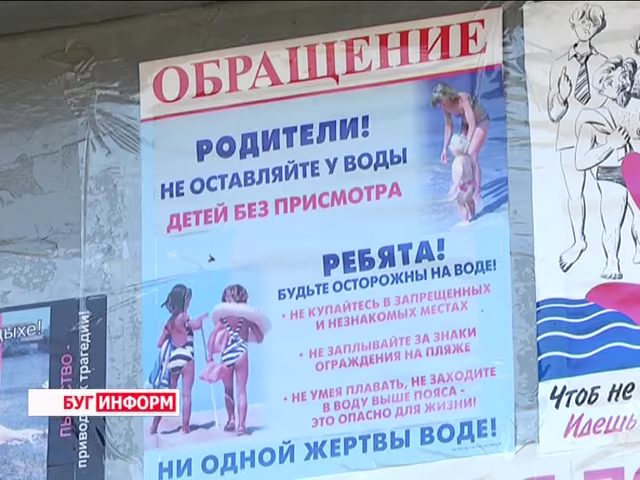 ОБРАЩЕНИЕ
РОДИТЕЛИ!
НЕ ОСТАВЛЯЙТЕ У ВОДЫ
ДЕТЕЙ БЕЗ ПРИСМОТРА
РЕБЯТА!
БУДЬТЕ ОСТОРОЖНЫ НА ВОДЕ!
• НЕ КУПАЙТЕСЬ В ЗАПРЕЩЕННЫХ
И НЕЗНАКОМЫХ МЕСТАХ
• НЕ ЗАПЛЫВАЙТЕ ЗА ЗНАКИ
ОГРАЖДЕНИЯ НА ПЛЯЖЕ
• НЕ УМЕЯ ПЛАВАТЬ, НЕ ЗАХОДИТЕ
В ВОДУ ВЫШЕ ПОЯСА -
ЭТО ОПАСНО ДЛЯ ЖИЗНИ!
НИ ОДНОЙ ЖЕРТВЫ ВОДЕ!
Чтоб не
Идешь
дыхе!
трагедии!
БУГИНФОРМ